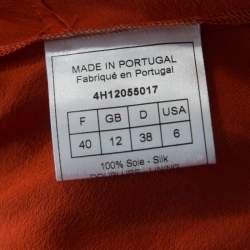 MADE IN PORTUGAL
Fabriqué en Portugal
4H12055017
F GB D USA
40 12 38 6
100% Soie - Silk